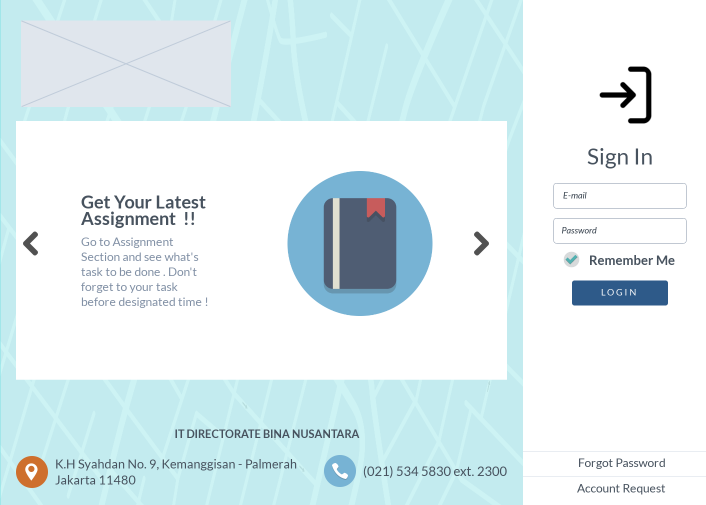 Get Your Latest
Assignment !!
Go to Assignment
Section and see what's
task to be done . Don't
forget to your task
before designated time !
IT DIRECTORATE BINA NUSANTARA
K.H Syahdan No. 9, Kemanggisan - Palmerah
Jakarta 11480
(021) 534 5830 ext. 2300
Sign In
E-mail
Password
Remember Me
LOGIN
Forgot Password
Account Request